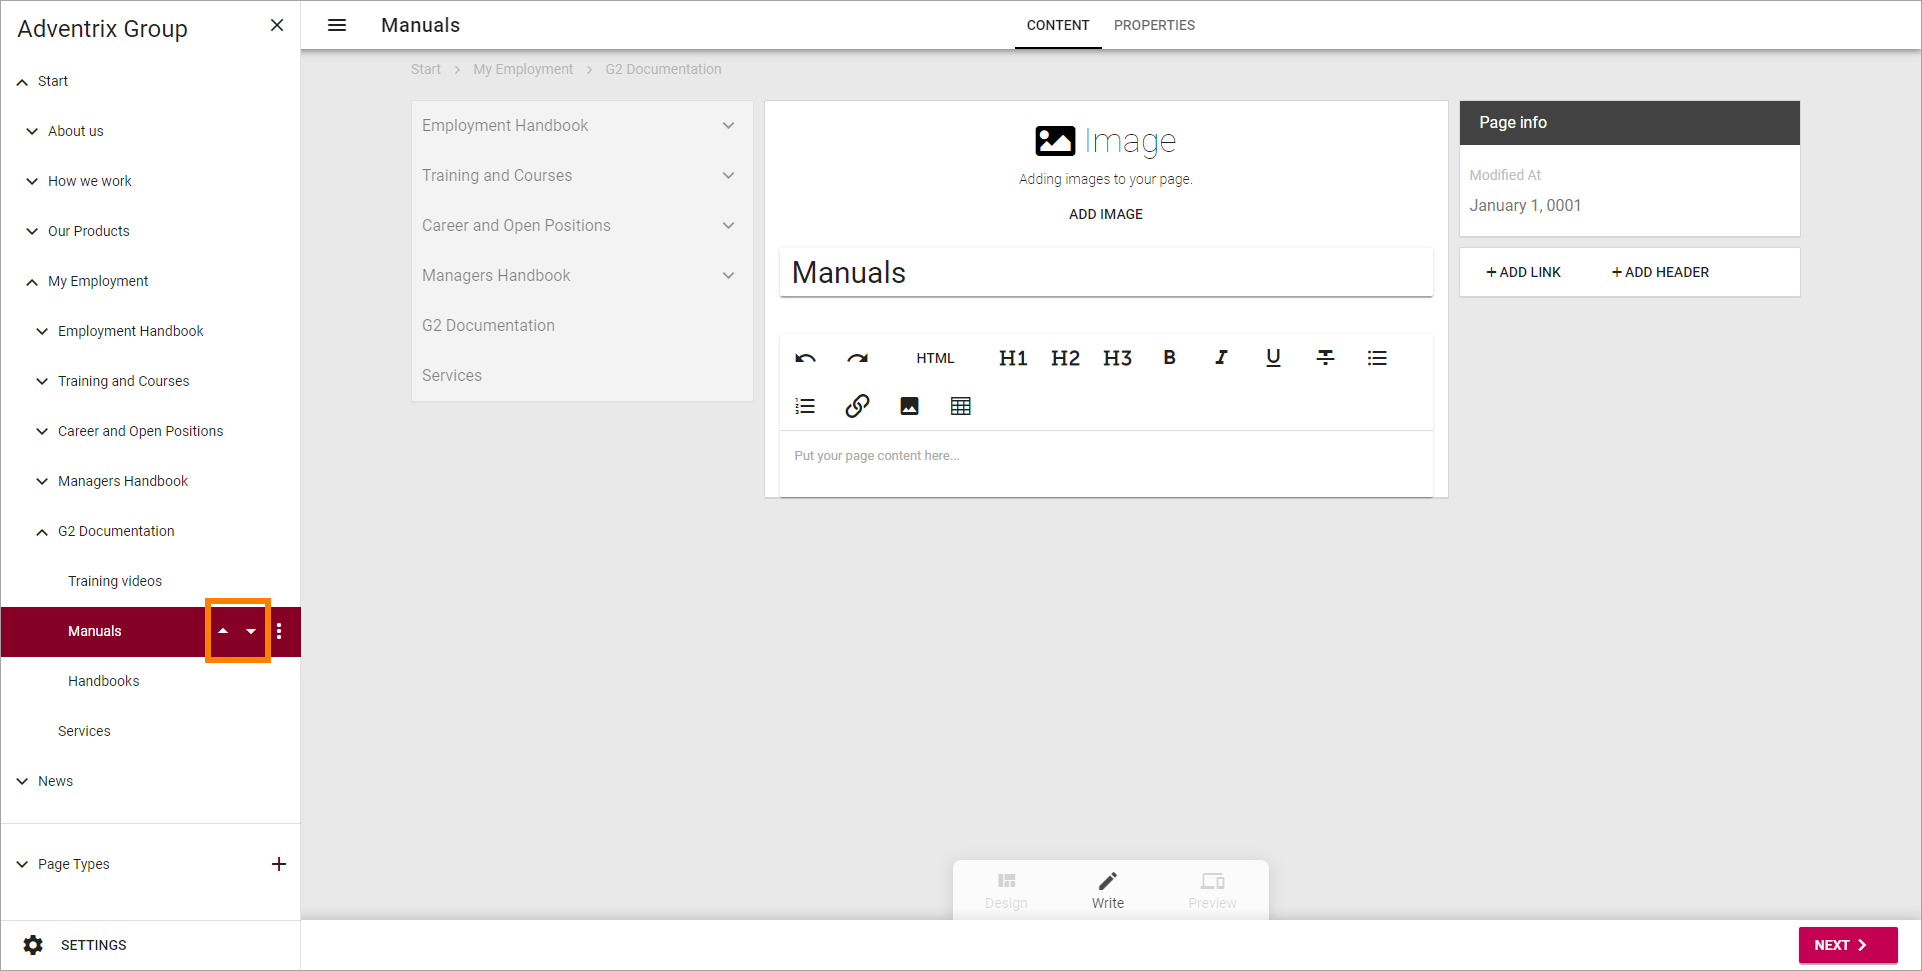 Adventrix Group
Start
About us
How we work
Our Products
My Employment
Employment Handbook
Training and Courses
Career and Open Positions
Managers Handbook
G2 Documentation
Training videos
Manuals
Handbooks
Services
News
Page Types
SETTINGS
Manuals
CONTENT PROPERTIES
Start My Employment G2 Documentation
Employment Handbook
Training and Courses
Career and Open Positions
Managers Handbook
G2 Documentation
Services
Image
Adding images to your page.
ADD IMAGE
Manuals
HTML H1 H2 H3 B I U T
Put your page content here...
Page info
Modified At
January 1, 0001
+ ADD LINK + ADD HEADER
Design Write Preview
NEXT